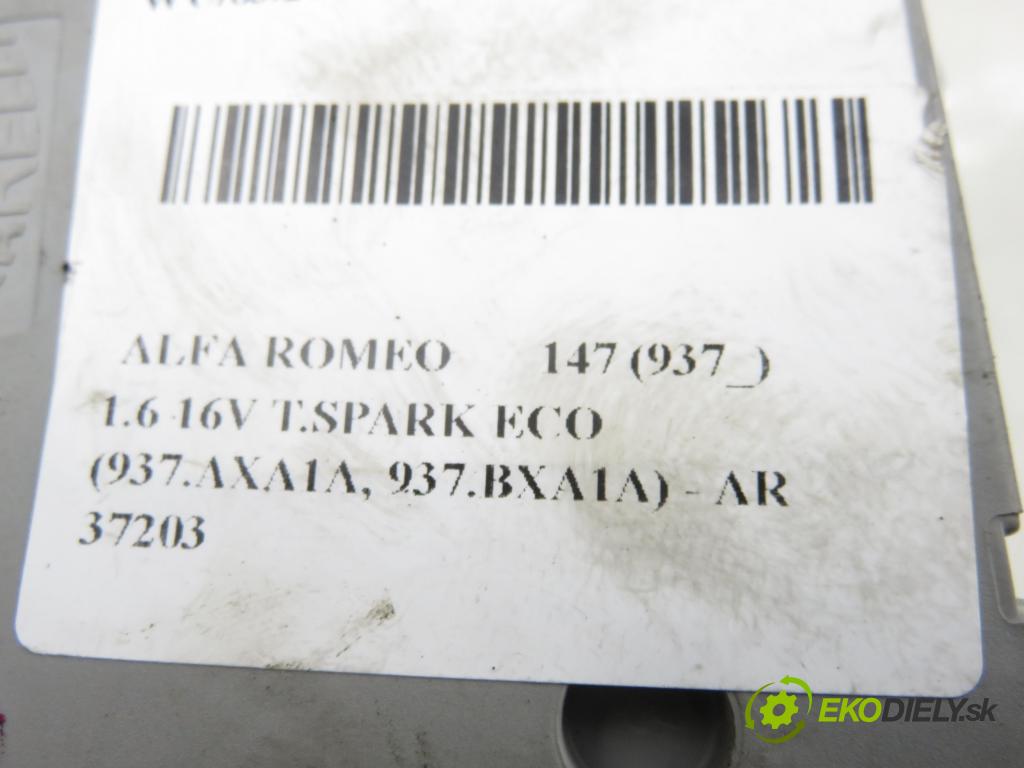 ALFA ROMEO 147 (937_)
1.6 16V T.SPARK ECO
(937.AXA1A, 937.BXA1A) - AR
37203
EKODIELY.sk